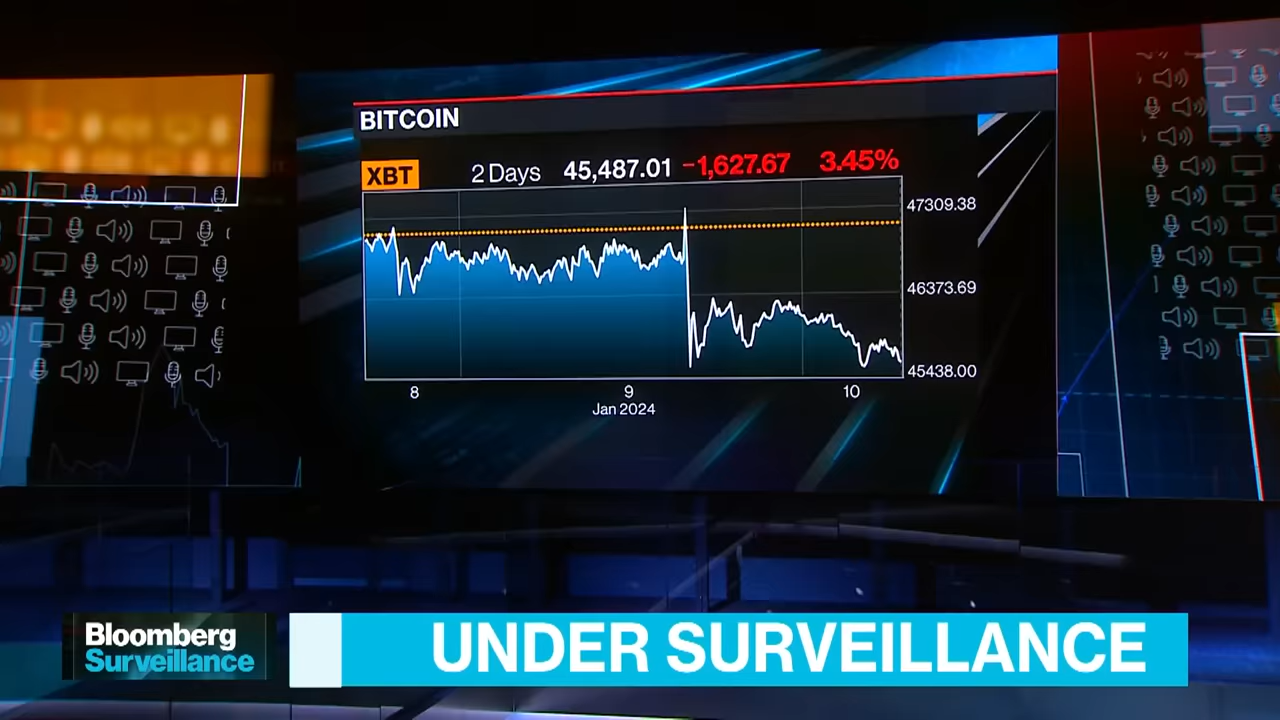 BITCOIN
XBT 2 Days 45,487.01 -1,627.67 3.45%
47309.38
46373.69
45438.00
8 9 10
Jan 2024
Bloomberg
Surveillance
UNDER SURVEILLANCE